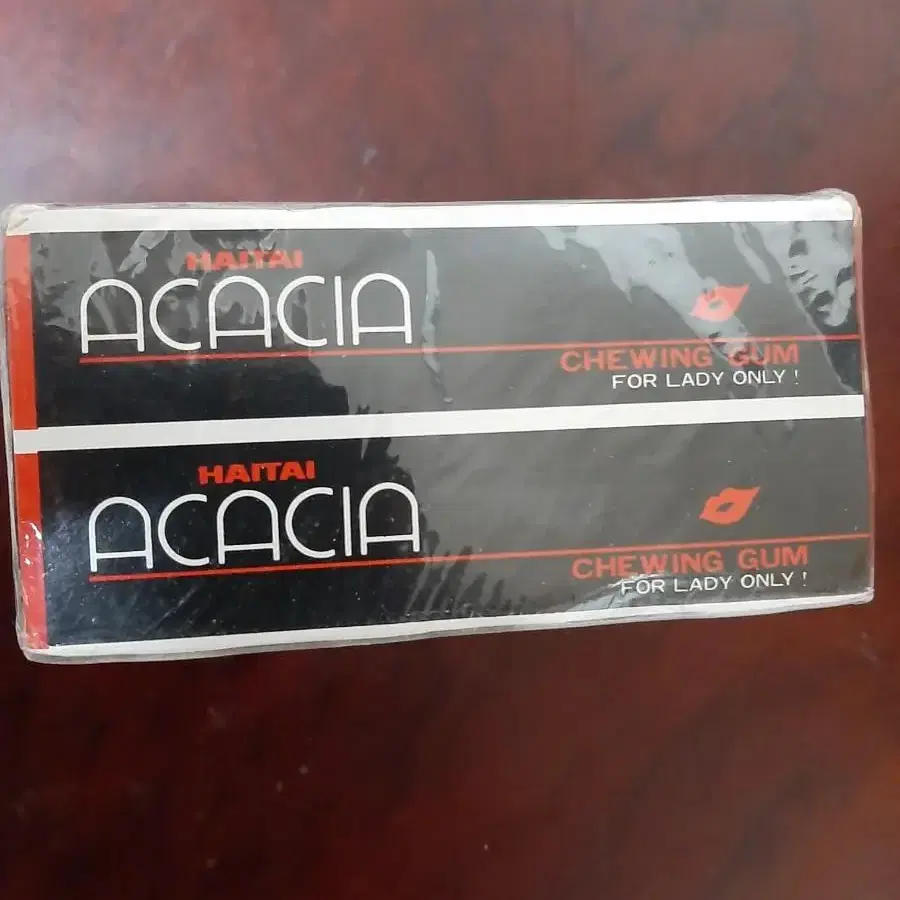 HAITAI
ACACIA
CHEWING GUM
FOR LADY ONLY !
HAITAI
ACACIA
CHEWING GUM
FOR LADY ONLY !